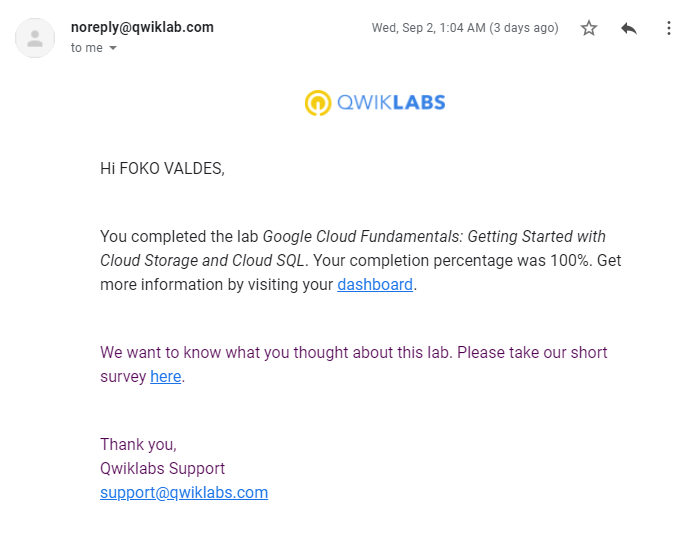 noreply@qwiklab.com
Wed, Sep 2, 1:04 AM (3 days ago)
to me
QWIKLABS
Hi FOKO VALDES,
You completed the lab Google Cloud Fundamentals: Getting Started with
Cloud Storage and Cloud SQL. Your completion percentage was 100%. Get
more information by visiting your dashboard.
We want to know what you thought about this lab. Please take our short
survey here.
Thank you,
Qwiklabs Support
support@qwiklabs.com